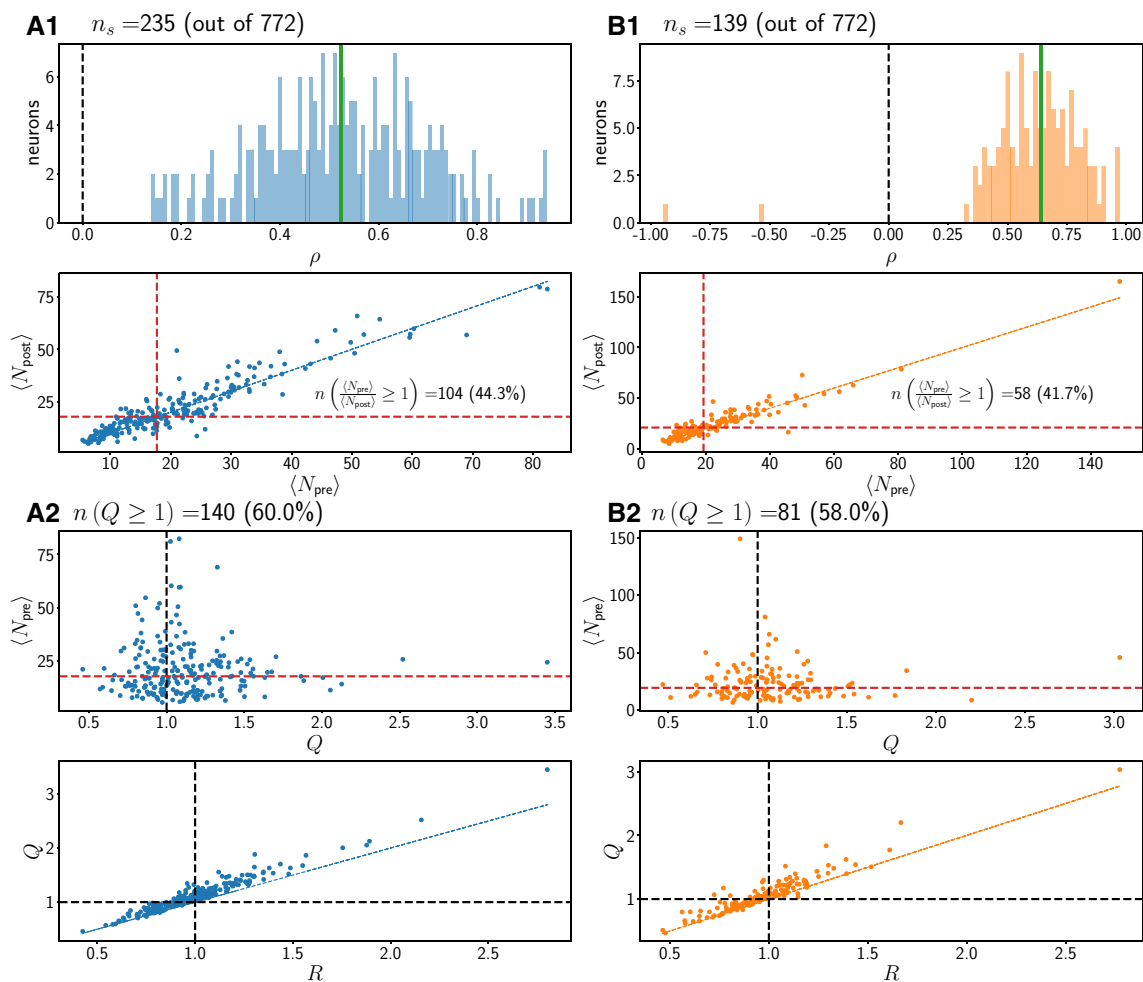 A1 n_s =235 (out of 772)
neurons
6
4
2
0
0.0 0.2 0.4 0.6 0.8
ρ
B1 n_s =139 (out of 772)
neurons
7.5
5.0
2.5
0.0
-1.00 -0.75 -0.50 -0.25 0.00 0.25 0.50 0.75 1.00
ρ
⟨N_post⟩
75
50
25
n (⟨N_pre⟩/⟨N_post⟩ ≥ 1) =104 (44.3%)
10 20 30 40 50 60 70 80
⟨N_pre⟩
⟨N_post⟩
150
100
50
0
n (⟨N_pre⟩/⟨N_post⟩ ≥ 1) =58 (41.7%)
0 20 40 60 80 100 120 140
⟨N_pre⟩
A2 n (Q ≥ 1) =140 (60.0%)
⟨N_pre⟩
75
50
25
0.5 1.0 1.5 2.0 2.5 3.0 3.5
Q
B2 n (Q ≥ 1) =81 (58.0%)
⟨N_pre⟩
150
100
50
0
0.5 1.0 1.5 2.0 2.5 3.0
Q
Q
3
2
1
0.5 1.0 1.5 2.0 2.5
R
Q
3
2
1
0.5 1.0 1.5 2.0 2.5
R